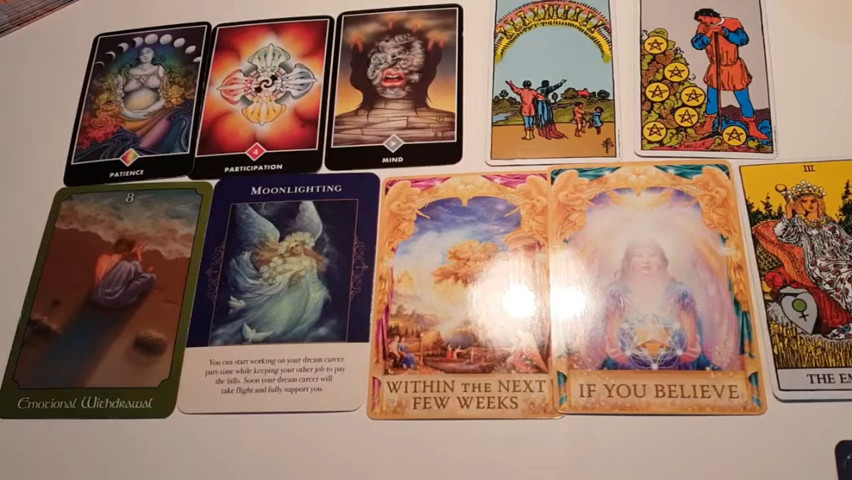 PATIENCE
4
PARTICIPATION
MIND
8
Emotional Withdrawal
MOONLIGHTING
You can start working on your dream career
part-time while keeping your other job to pay
the bills. Soon your dream career will
take flight and fully support you.
WITHIN THE NEXT
FEW WEEKS
IF YOU BELIEVE
III
THE EM